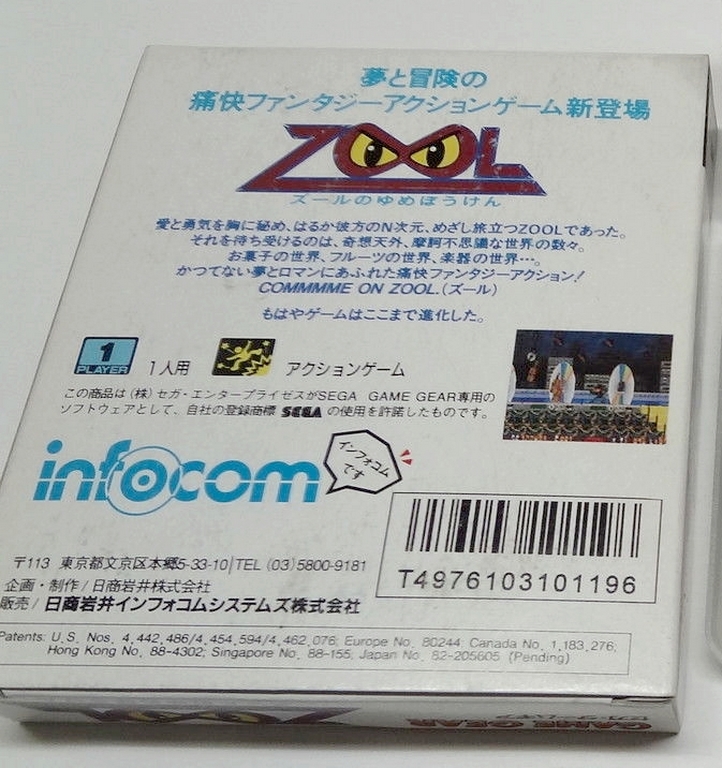 夢と冒険の
痛快ファンタジーアクションゲーム新登場
ZOOL
ズールのゆめぼうけん
愛と勇気を胸に秘め、はるか彼方のN次元、めざし旅立つZOOLであった。
それを待ち受けるのは、奇想天外、摩訶不思議な世界の数々。
お菓子の世界、フルーツの世界、楽器の世界…。
かつてない夢とロマンにあふれた痛快ファンタジーアクション!
COMMMME ON ZOOL.(ズール)
もはやゲームはここまで進化した。
1
PLAYER
1人用
アクションゲーム
この商品は(株)セガ・エンタープライゼスがSEGA GAME GEAR専用の
ソフトウェアとして、自社の登録商標 SEGA の使用を許諾したものです。
infocom
インフォコム
です
T4976103101196
〒113 東京都文京区本郷5-33-10|TEL (03)5800-9181
企画・制作/日商岩井株式会社
販売/日商岩井インフォコムシステムズ株式会社
Patents: U.S. Nos. 4,442,486/4,454,594/4,462,076; Europe No. 80244 Canada No. 1,183,276;
Hong Kong No. 88-4302; Singapore No. 88-155; Japan No. 82-205605 (Pending)
ZOOL
GAME GEAR
セガ・ゲームギア